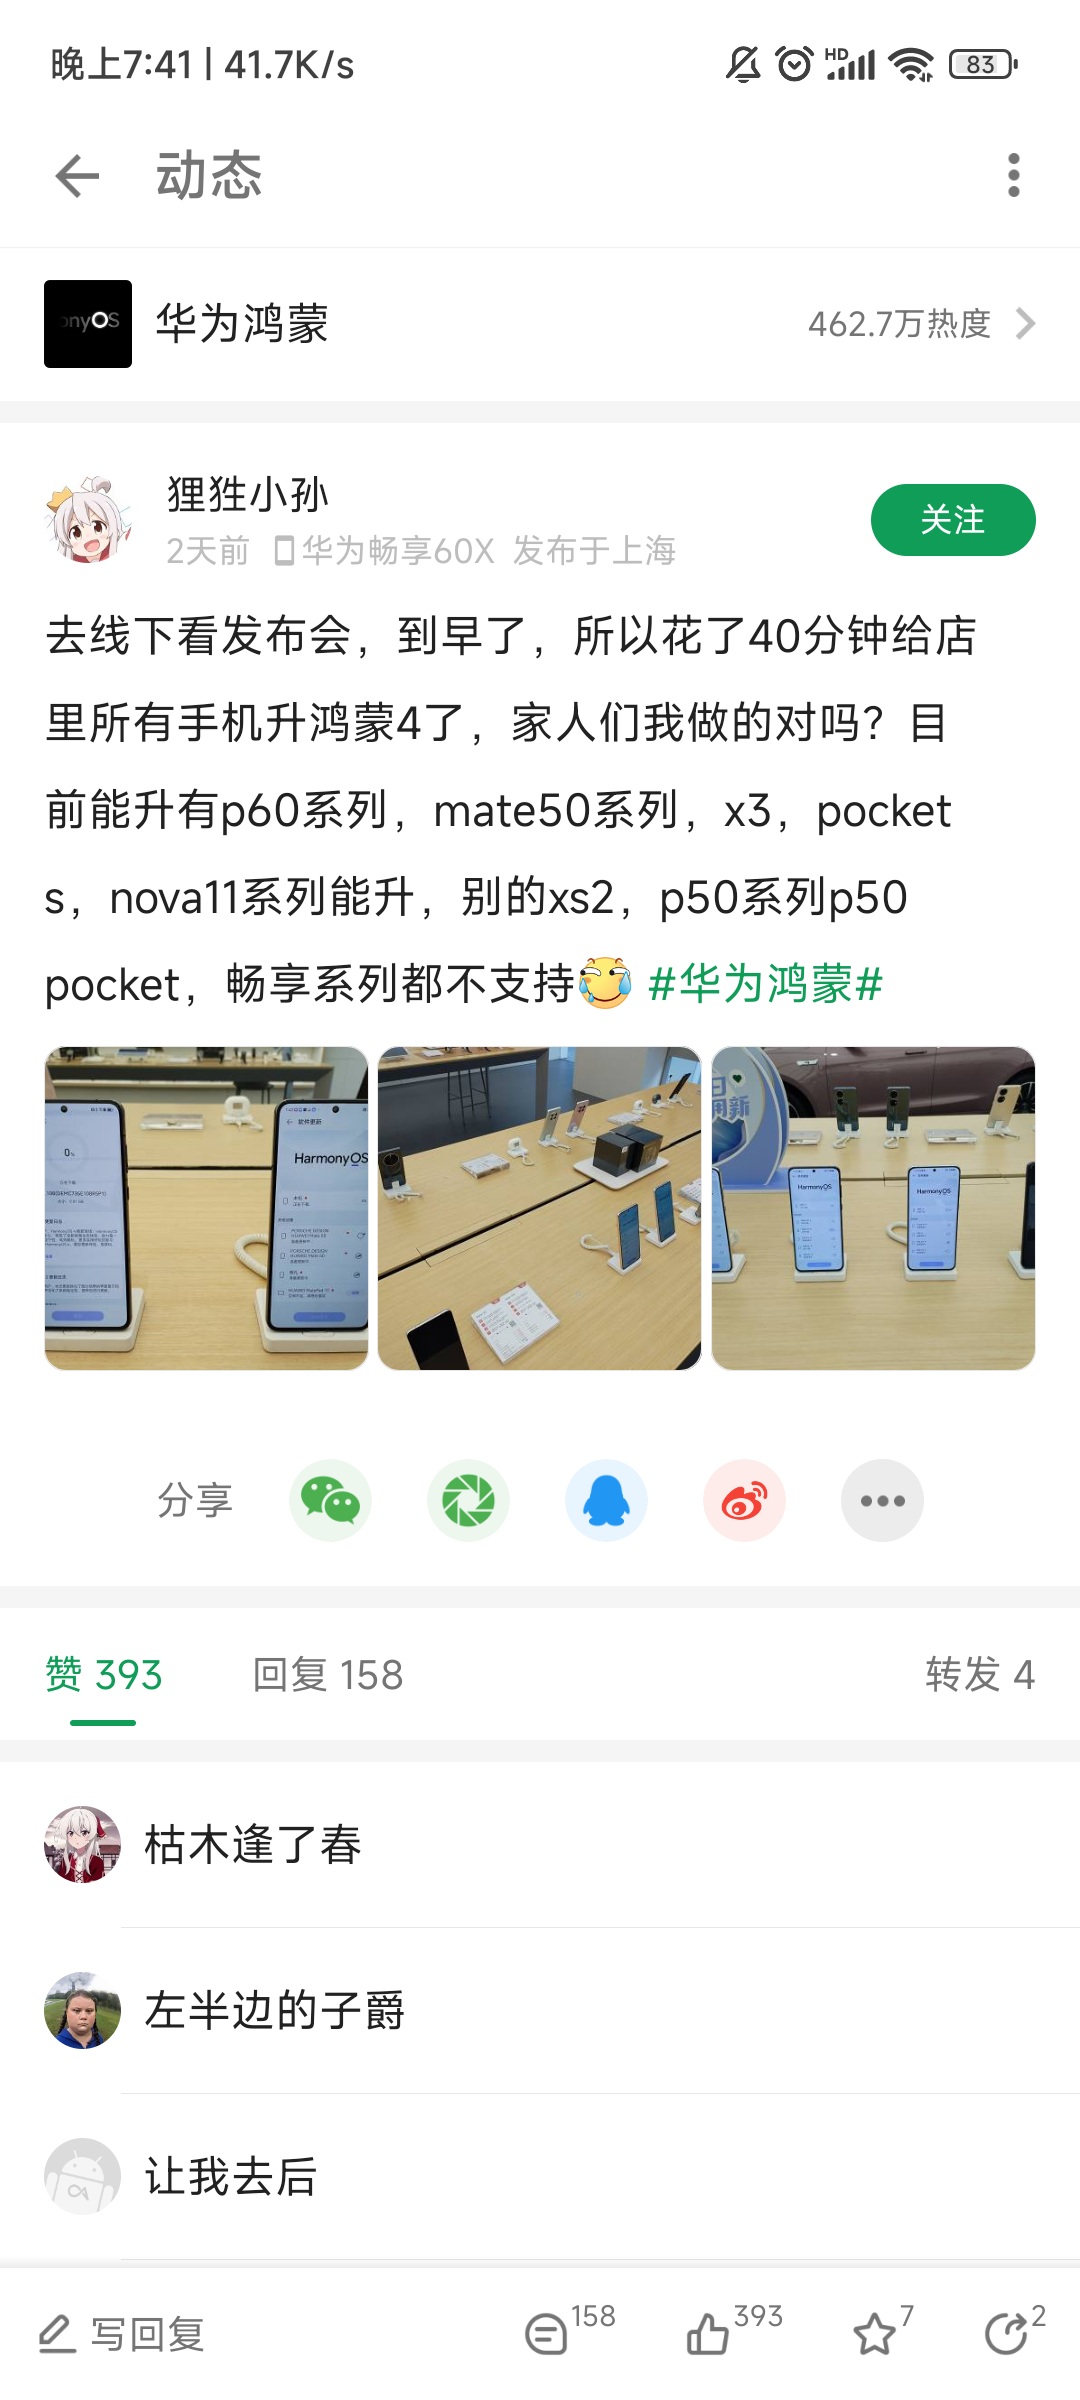 晚上7:41 | 41.7K/s
HD
83
动态
onyOS
华为鸿蒙
462.7万热度
狸狌小孙
关注
2天前 华为畅享60X 发布于上海
去线下看发布会，到早了，所以花了40分钟给店
里所有手机升鸿蒙4了，家人们我做的对吗？目
前能升有p60系列，mate50系列，x3，pocket
s，nova11系列能升，别的xs2，p50系列p50
pocket，畅享系列都不支持 #华为鸿蒙#
0%
软件更新
HarmonyOS
HarmonyOS
HarmonyOS
分享
赞 393
回复 158
转发 4
枯木逢了春
左半边的子爵
让我去后
写回复
158
393
7
2